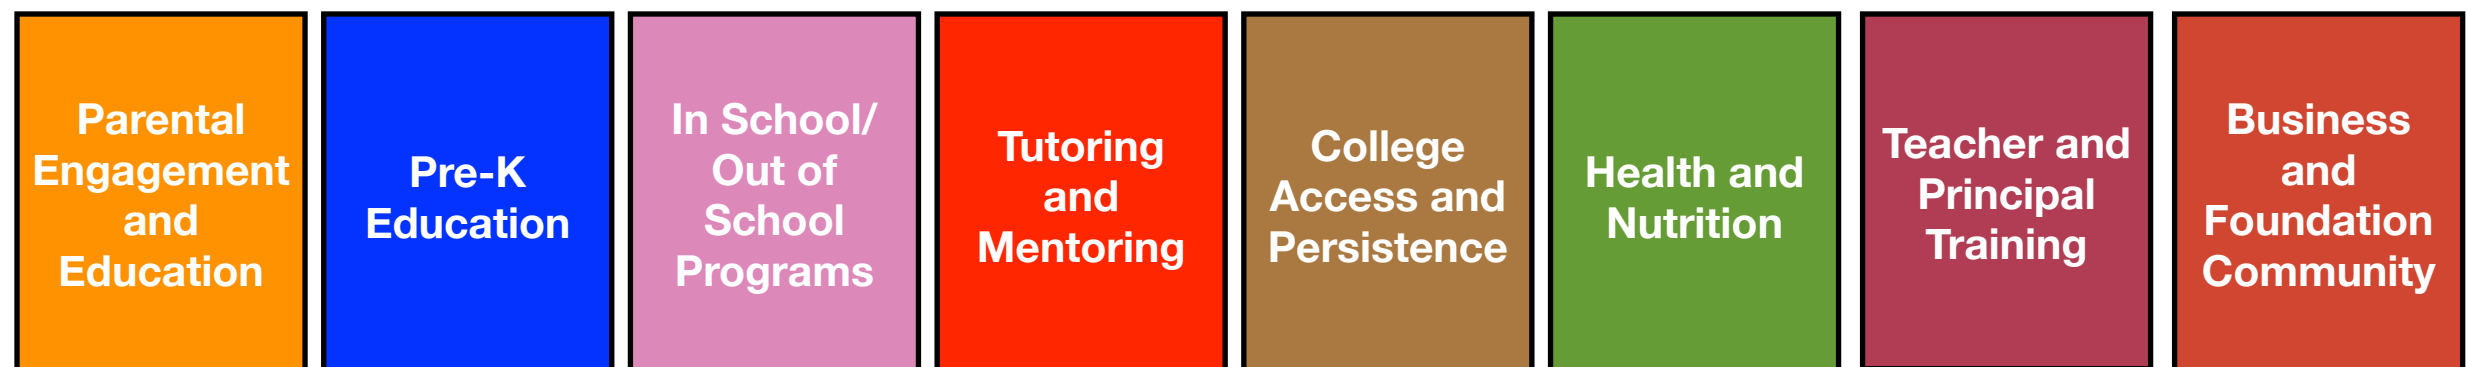 Parental
Engagement
and
Education
Pre-K
Education
In School/
Out of
School
Programs
Tutoring
and
Mentoring
College
Access and
Persistence
Health and
Nutrition
Teacher and
Principal
Training
Business
and
Foundation
Community